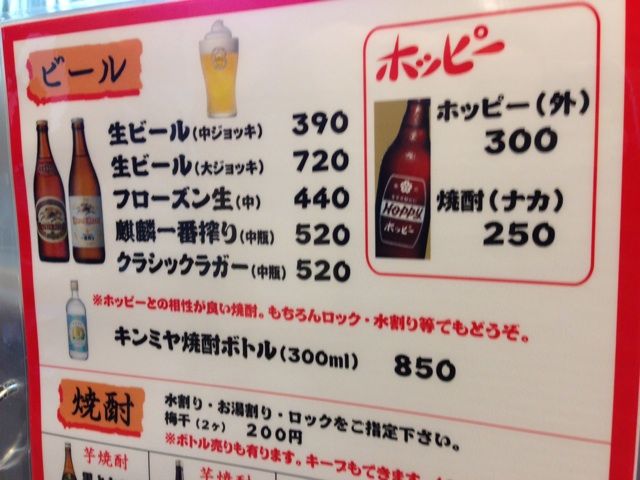 ビール
生ビール(中ジョッキ) 390
生ビール(大ジョッキ) 720
フローズン生(中) 440
麒麟一番搾り(中瓶) 520
クラシックラガー(中瓶) 520
ホッピー
ホッピー(外)
300
焼酎(ナカ)
250
Hoppy
ホッピー
※ホッピーとの相性が良い焼酎。もちろんロック・水割り等でもどうぞ。
キンミヤ焼酎ボトル(300ml) 850
焼酎
水割り・お湯割り・ロックをご指定下さい。
梅干(2ヶ) 200円
※ボトル売りも有ります。キープもできます。
芋焼酎
芋焼酎